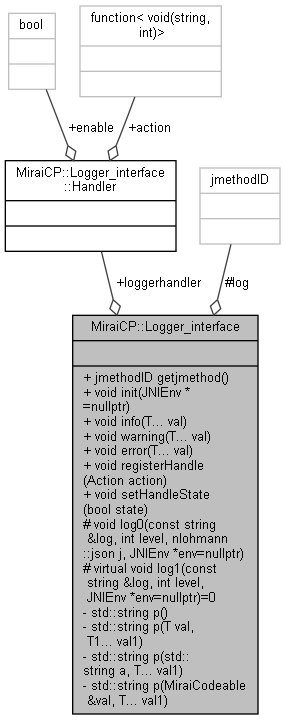 bool
function< void(string,
int)>
+enable
+action
MiraiCP::Logger_interface
::Handler
jmethodID
+loggerhandler
#log
MiraiCP::Logger_interface
+ jmethodID getjmethod()
+ void init(JNIEnv *
=nullptr)
+ void info(T... val)
+ void warning(T... val)
+ void error(T... val)
+ void registerHandle
(Action action)
+ void setHandleState
(bool state)
# void log0(const string
&log, int level, nlohmann
::json j, JNIEnv *env=nullptr)
# virtual void log1(const
string &log, int level,
JNIEnv *env=nullptr)=0
- std::string p()
- std::string p(T val,
T1... val1)
- std::string p(std::
string a, T... val1)
- std::string p(MiraiCodeable
&val, T... val1)